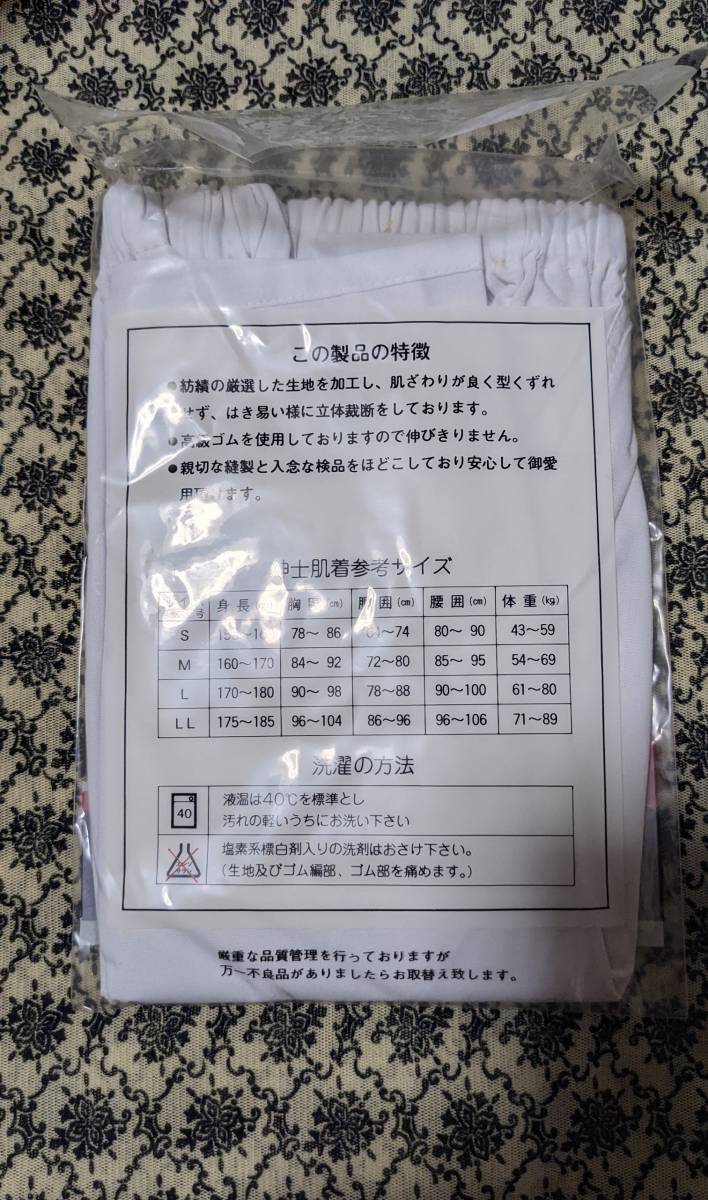 この製品の特徴
●紡績の厳選した生地を加工し、肌ざわりが良く型くずれ
せず、はき易い様に立体裁断をしております。
●高級ゴムを使用しておりますので伸びきりません。
●親切な縫製と入念な検品をほどこしており安心して御愛
用頂けます。
紳士肌着参考サイズ
身長 胸囲(cm) 胴囲(cm) 腰囲(cm) 体重(kg)
S 78〜86 64〜74 80〜90 43〜59
M 160〜170 84〜92 72〜80 85〜95 54〜69
L 170〜180 90〜98 78〜88 90〜100 61〜80
LL 175〜185 96〜104 86〜96 96〜106 71〜89
洗濯の方法
40
液温は40℃を標準とし
汚れの軽いうちにお洗い下さい
塩素系標白剤入りの洗剤はおさけ下さい。
(生地及びゴム編部、ゴム部を痛めます。)
厳重な品質管理を行っておりますが
万一不良品がありましたらお取替え致します。